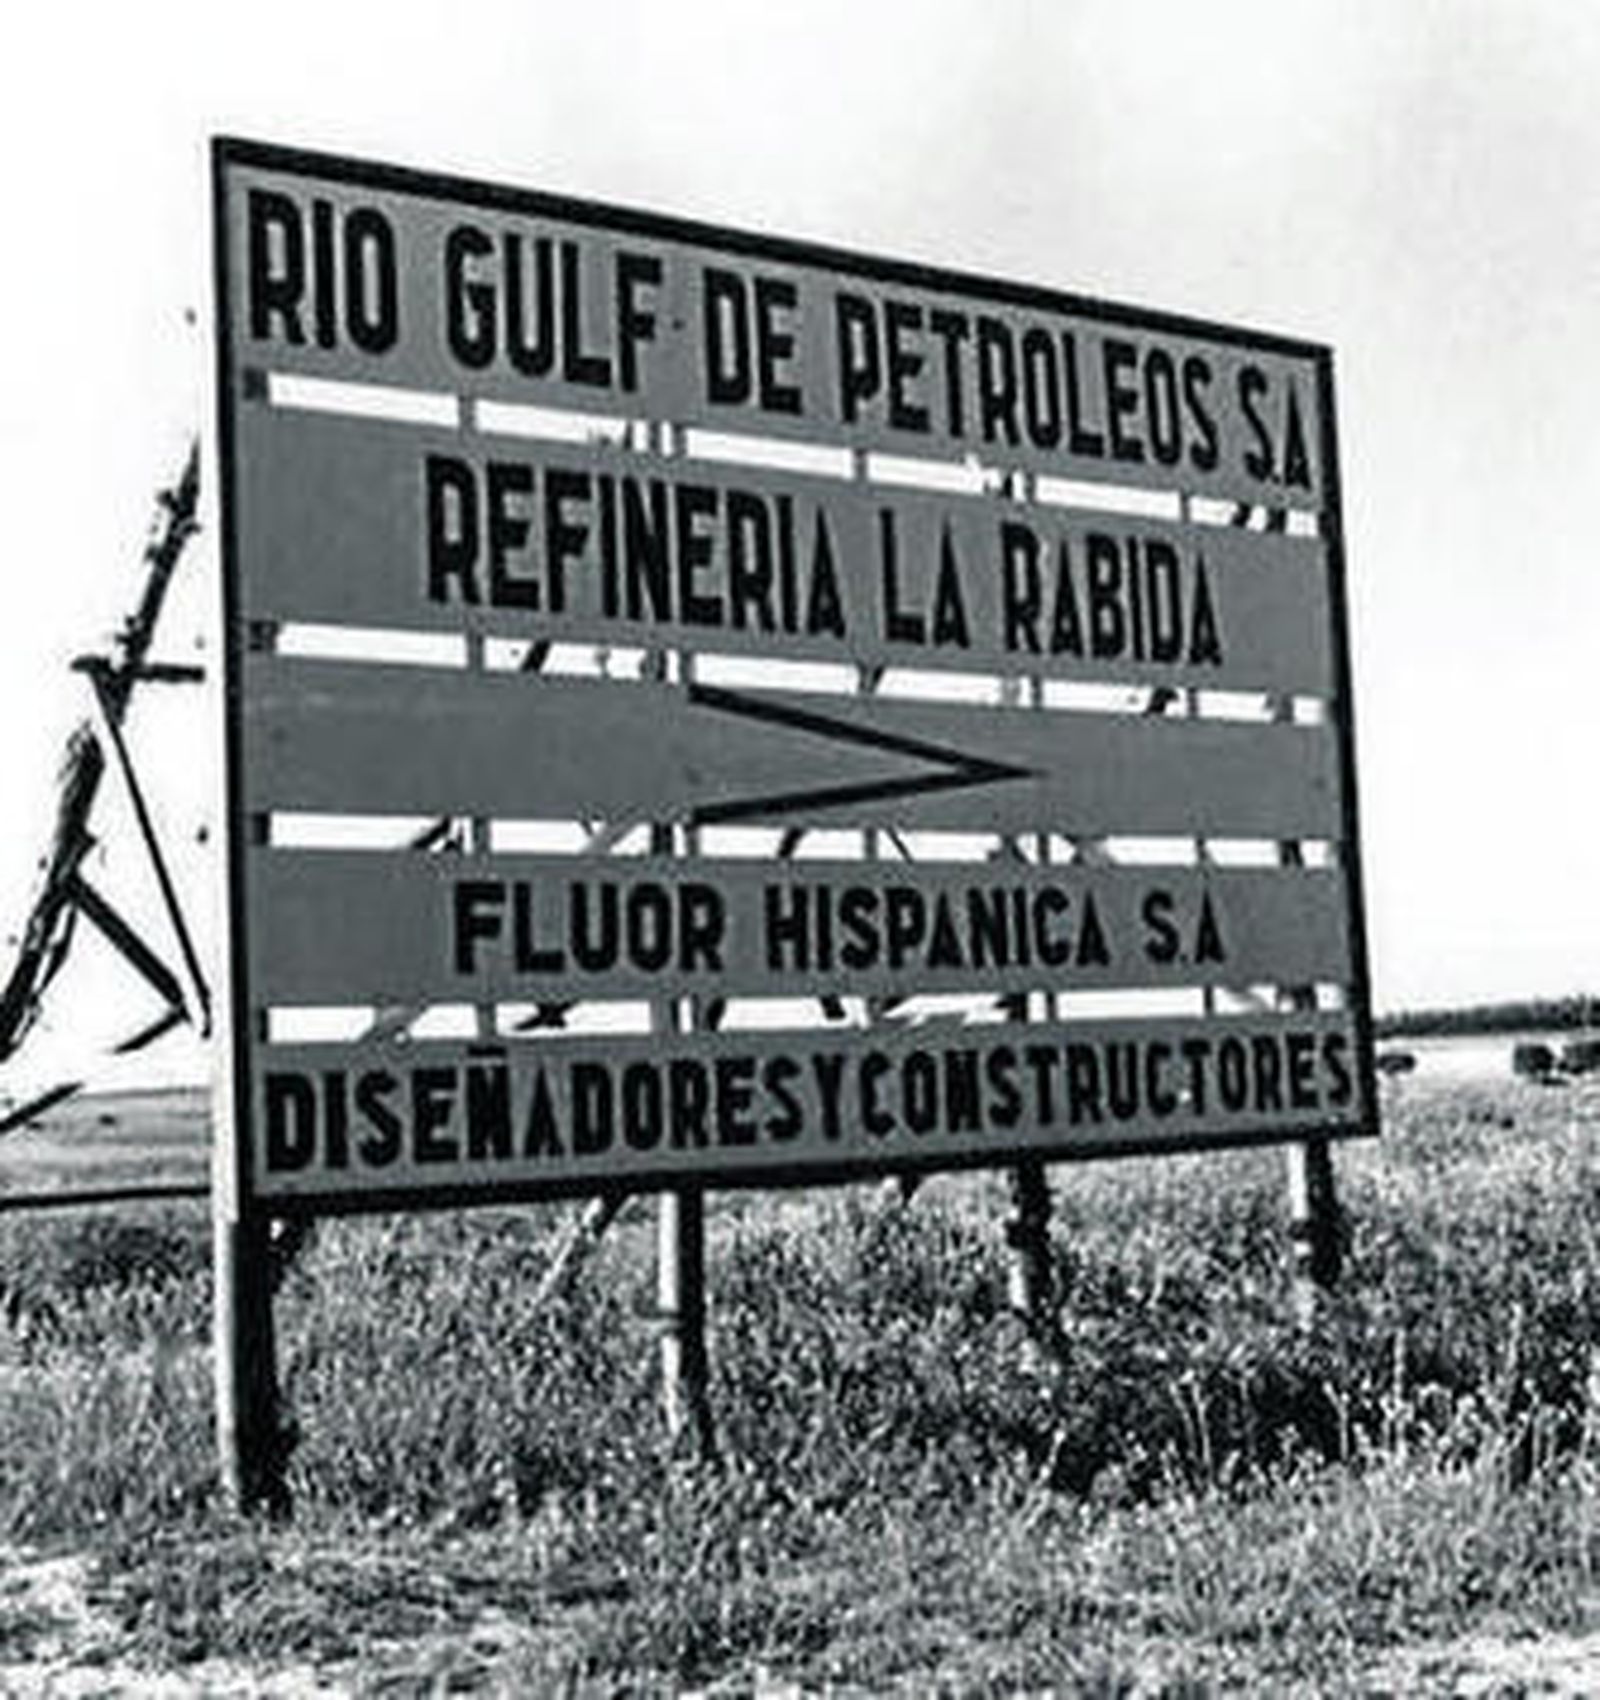 RIO GULF DE PETROLEOS S.A
REFINERIA LA RABIDA
FLUOR HISPANICA S.A
DISEÑADORES Y CONSTRUCTORES